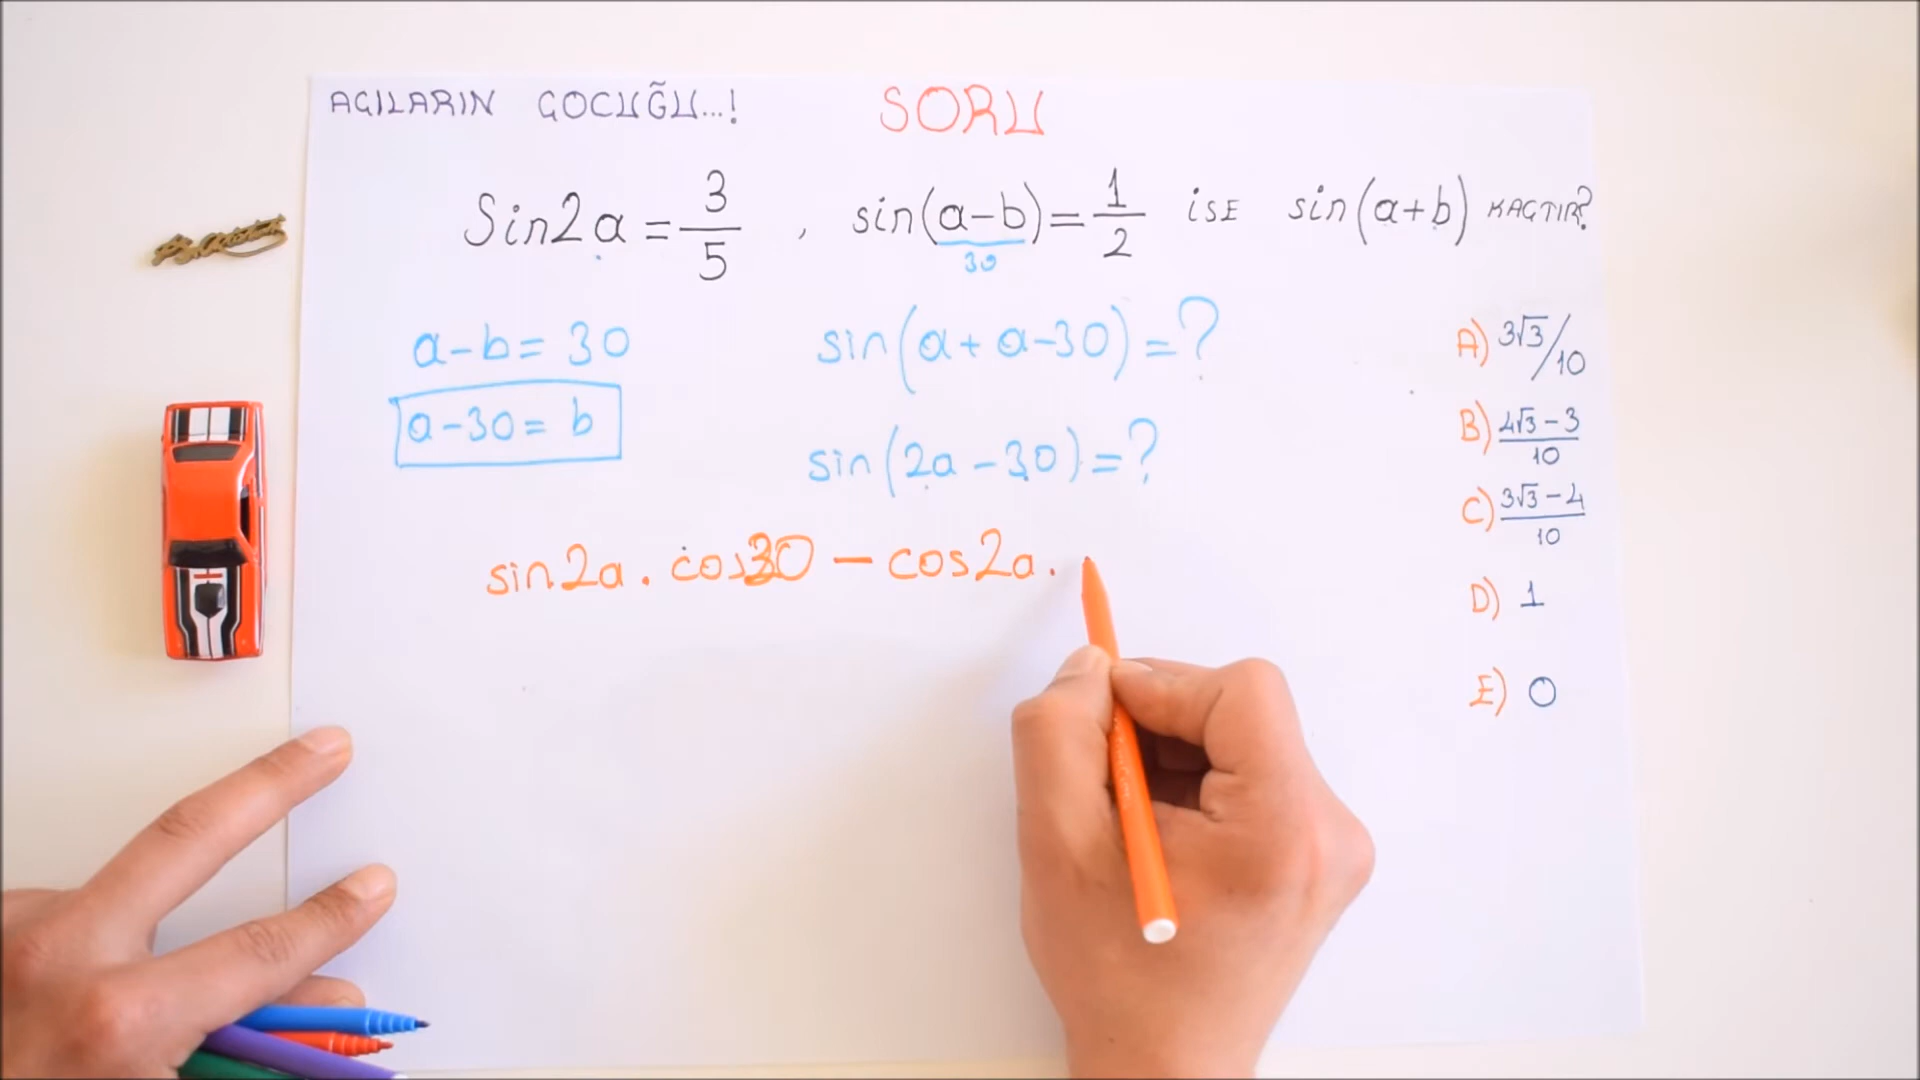 AÇILARIN ÇOCUĞU...! SORU
Sin2a = 3/5 , sin(a-b) = 1/2 iSE sin(a+b) KAÇTIR?
30
a-b = 30
a-30 = b
sin(a+a-30) = ?
sin(2a-30) = ?
sin2a . cos30 - cos2a .
A) 3√3/10
B) 4√3-3/10
C) 3√3-4/10
D) 1
E) 0